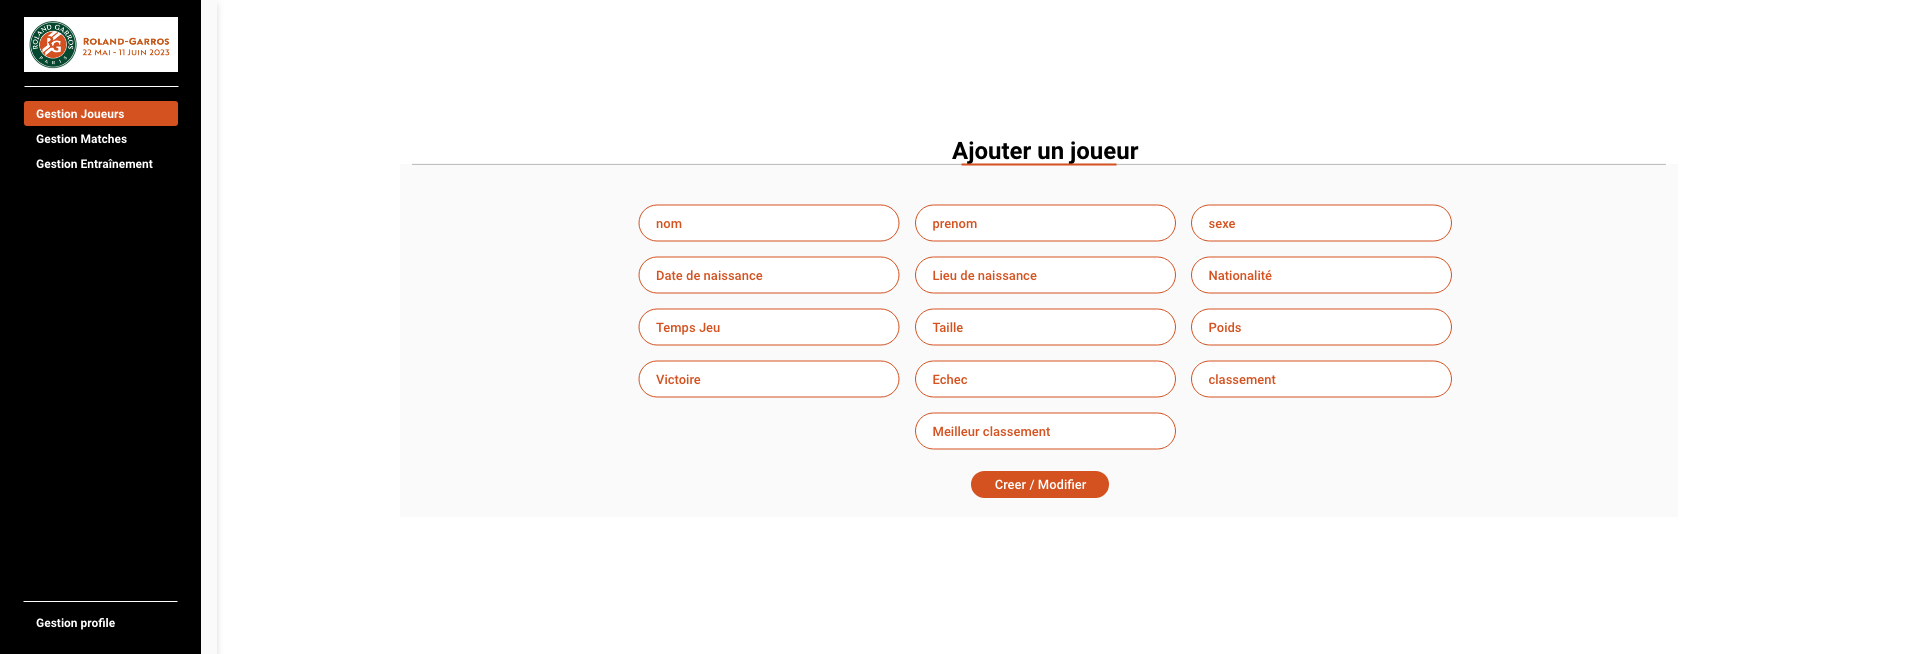 ROLAND GARROS
PARIS
ROLAND-GARROS
22 MAI - 11 JUIN 2023
Gestion Joueurs
Gestion Matches
Gestion Entraînement
Gestion profile
Ajouter un joueur
nom
prenom
sexe
Date de naissance
Lieu de naissance
Nationalité
Temps Jeu
Taille
Poids
Victoire
Echec
classement
Meilleur classement
Creer / Modifier